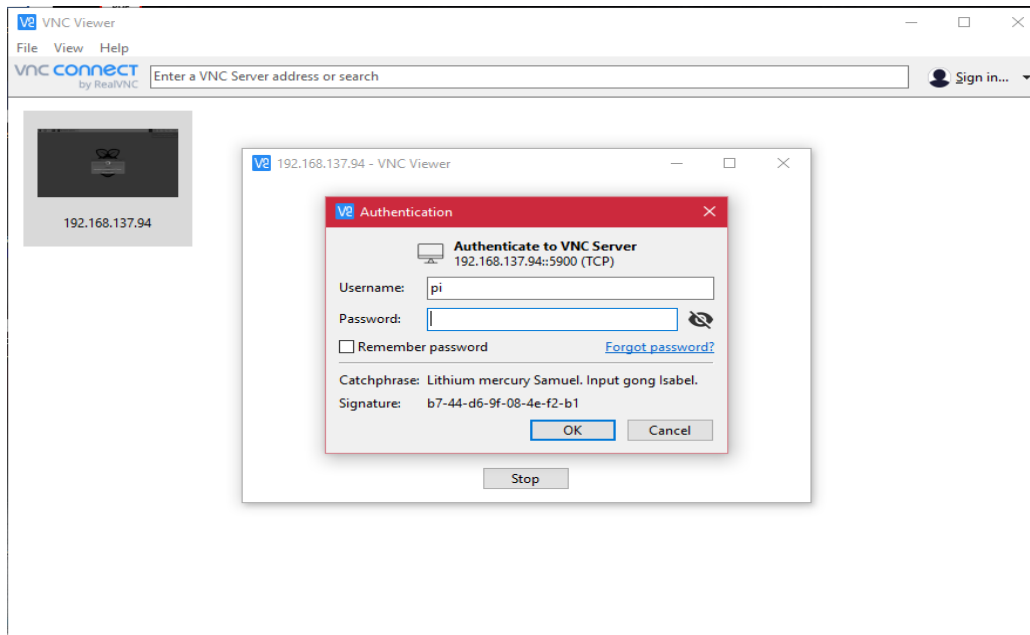 VNC Viewer
File View Help
VNC CONNECT
by RealVNC
Enter a VNC Server address or search
Sign in...
192.168.137.94
192.168.137.94 - VNC Viewer
Authentication
Authenticate to VNC Server
192.168.137.94::5900 (TCP)
Username: pi
Password:
Remember password Forgot password?
Catchphrase: Lithium mercury Samuel. Input gong Isabel.
Signature: b7-44-d6-9f-08-4e-f2-b1
OK Cancel
Stop